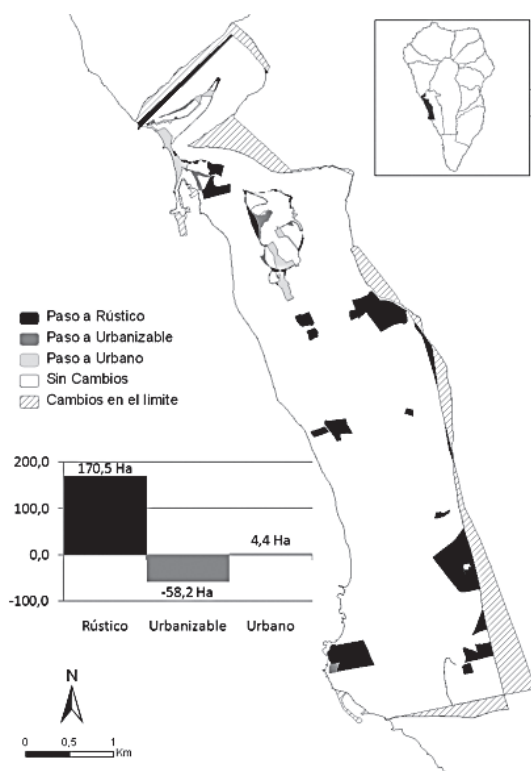 Paso a Rústico
Paso a Urbanizable
Paso a Urbano
Sin Cambios
Cambios en el limite
200,0
170,5 Ha
100,0
0,0
4,4 Ha
-58,2 Ha
-100,0
Rústico Urbanizable Urbano
N
0 0,5 1
Km